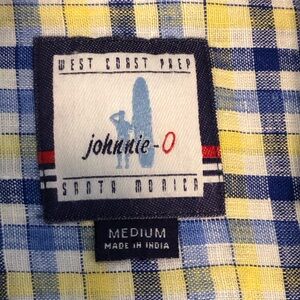 WEST COAST PREP
johnnie-O
SANTA MONICA
MEDIUM
MADE IN INDIA